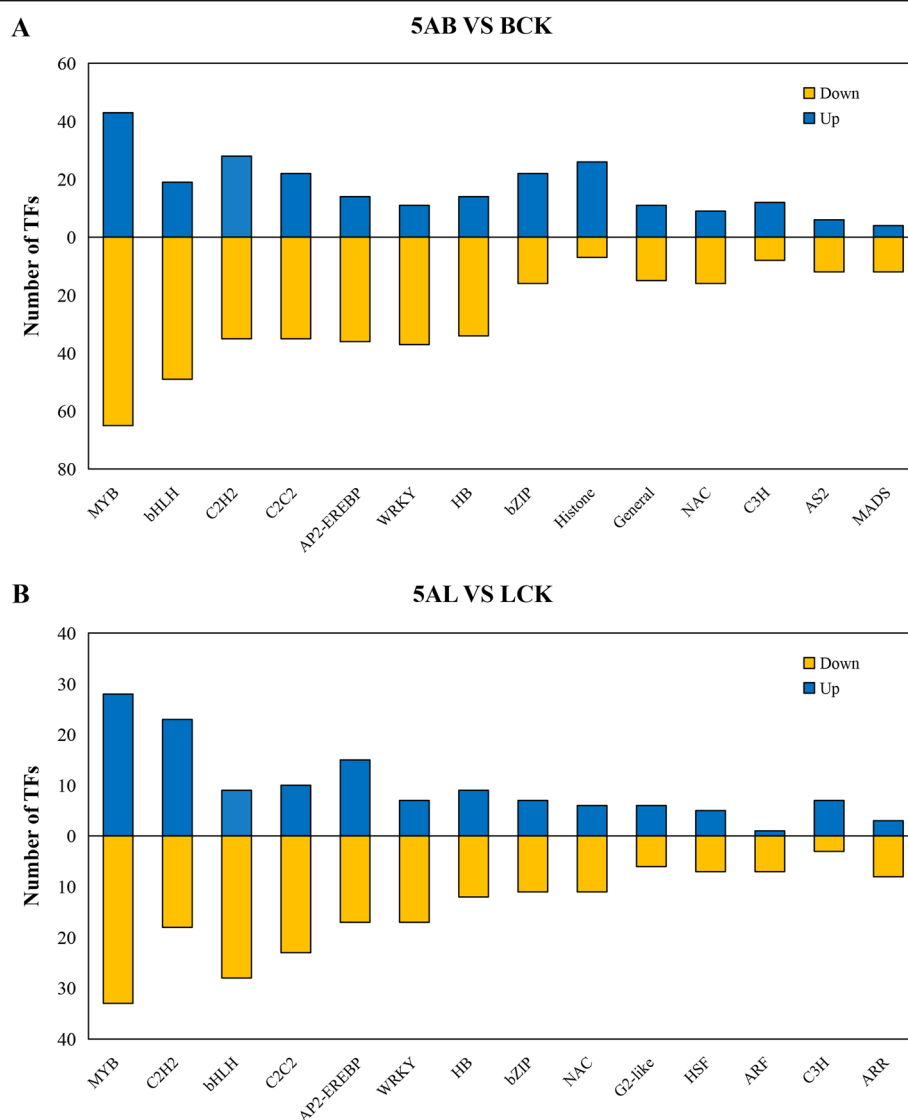 A
5AB VS BCK
Number of TFs
60
40
20
0
20
40
60
80
Down
Up
MYB
bHLH
C2H2
C2C2
AP2-EREBP
WRKY
HB
bZIP
Histone
General
NAC
C3H
AS2
MADS
B
5AL VS LCK
Number of TFs
40
30
20
10
0
10
20
30
40
Down
Up
MYB
C2H2
bHLH
C2C2
AP2-EREBP
WRKY
HB
bZIP
NAC
G2-like
HSF
ARF
C3H
ARR